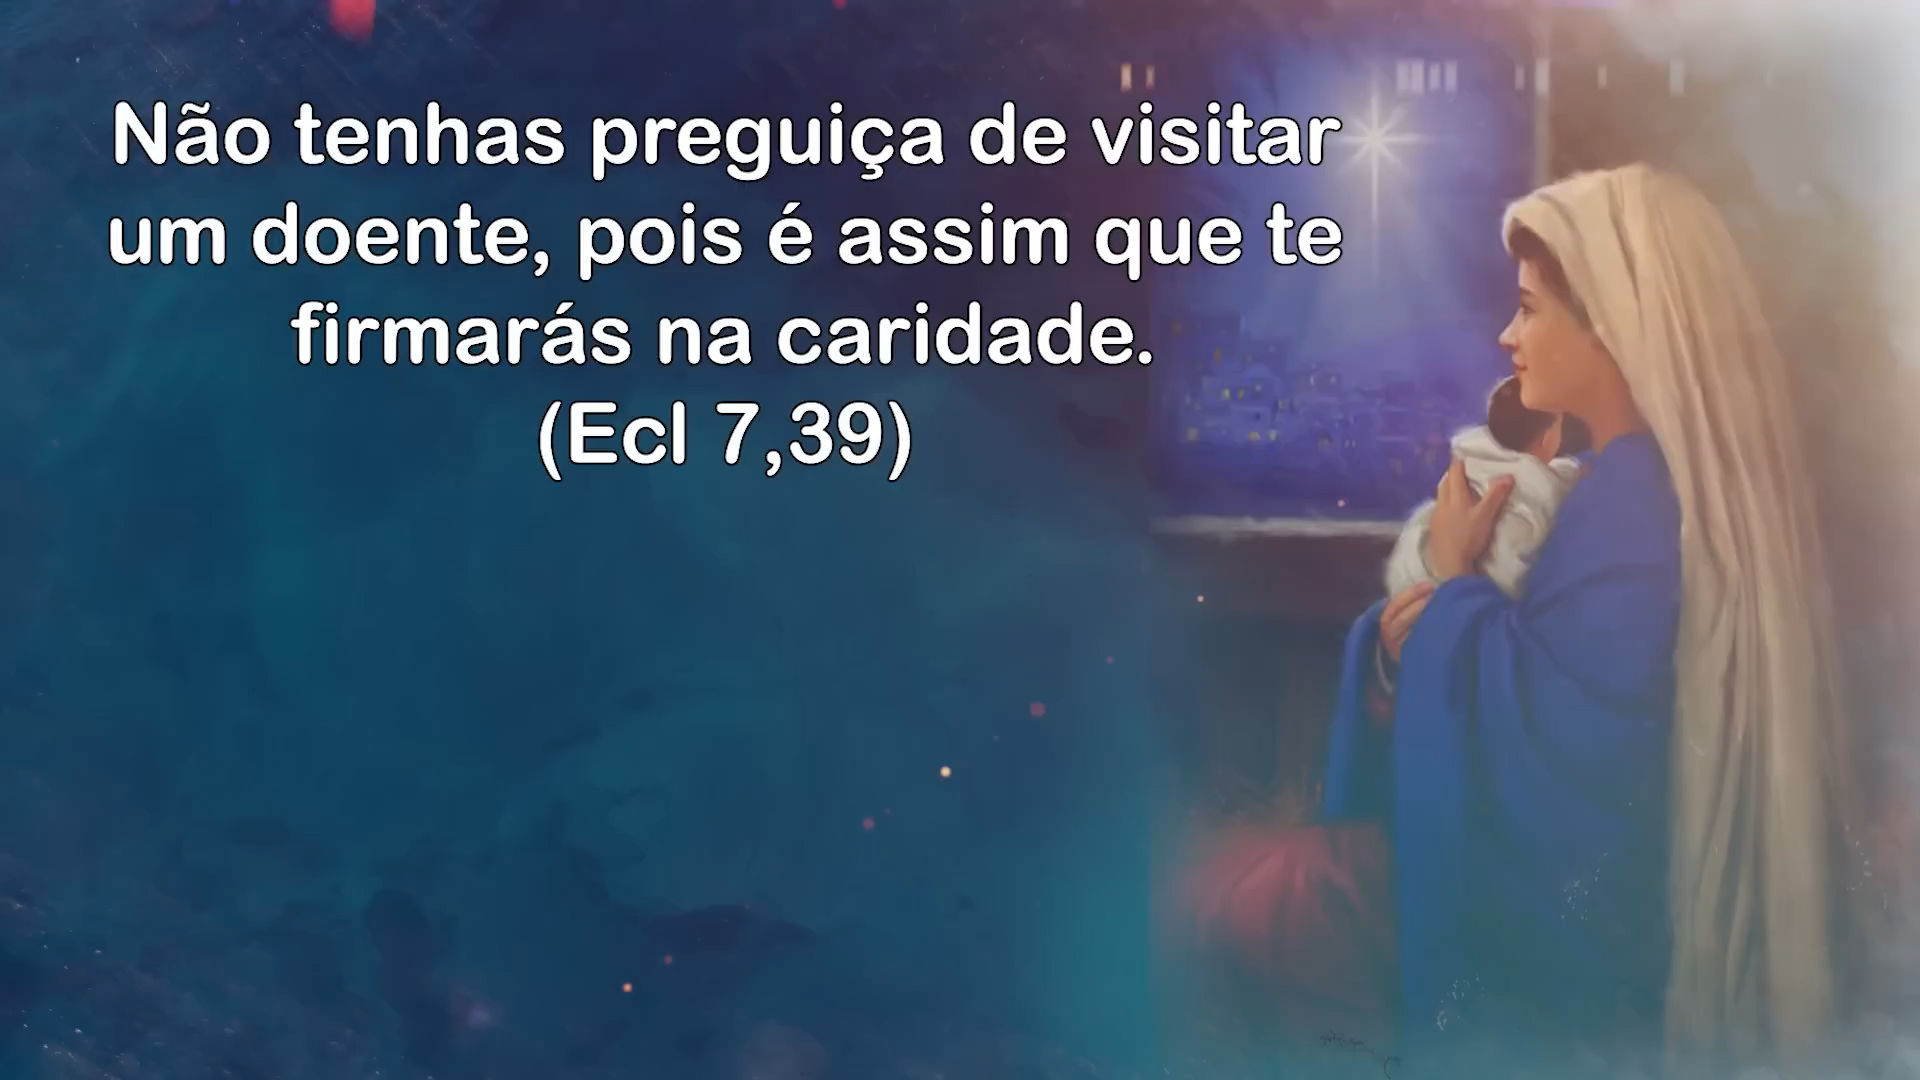 Não tenhas preguiça de visitar
um doente, pois é assim que te
firmarás na caridade.
(Ecl 7,39)